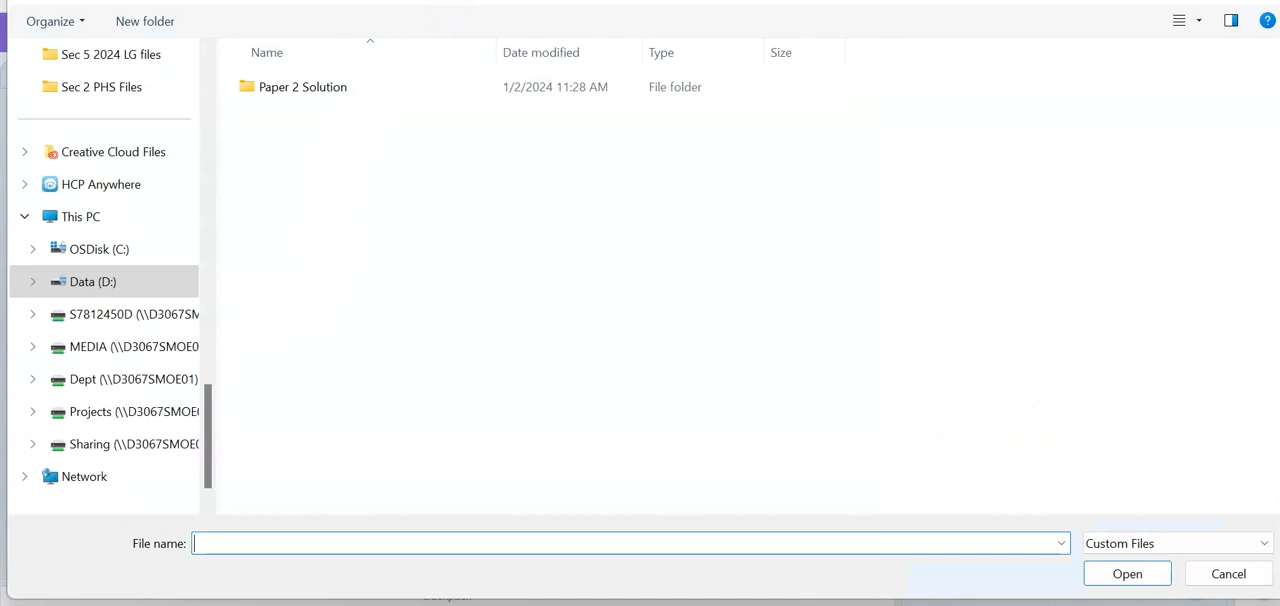 Organize New folder
Name Date modified Type Size
Sec 5 2024 LG files
Sec 2 PHS Files
Paper 2 Solution 1/2/2024 11:28 AM File folder
Creative Cloud Files
HCP Anywhere
This PC
OSDisk (C:)
Data (D:)
S7812450D (\\D3067SM
MEDIA (\\D3067SMOE0
Dept (\\D3067SMOE01)
Projects (\\D3067SMOE
Sharing (\\D3067SMOE
Network
File name: Custom Files
Open Cancel